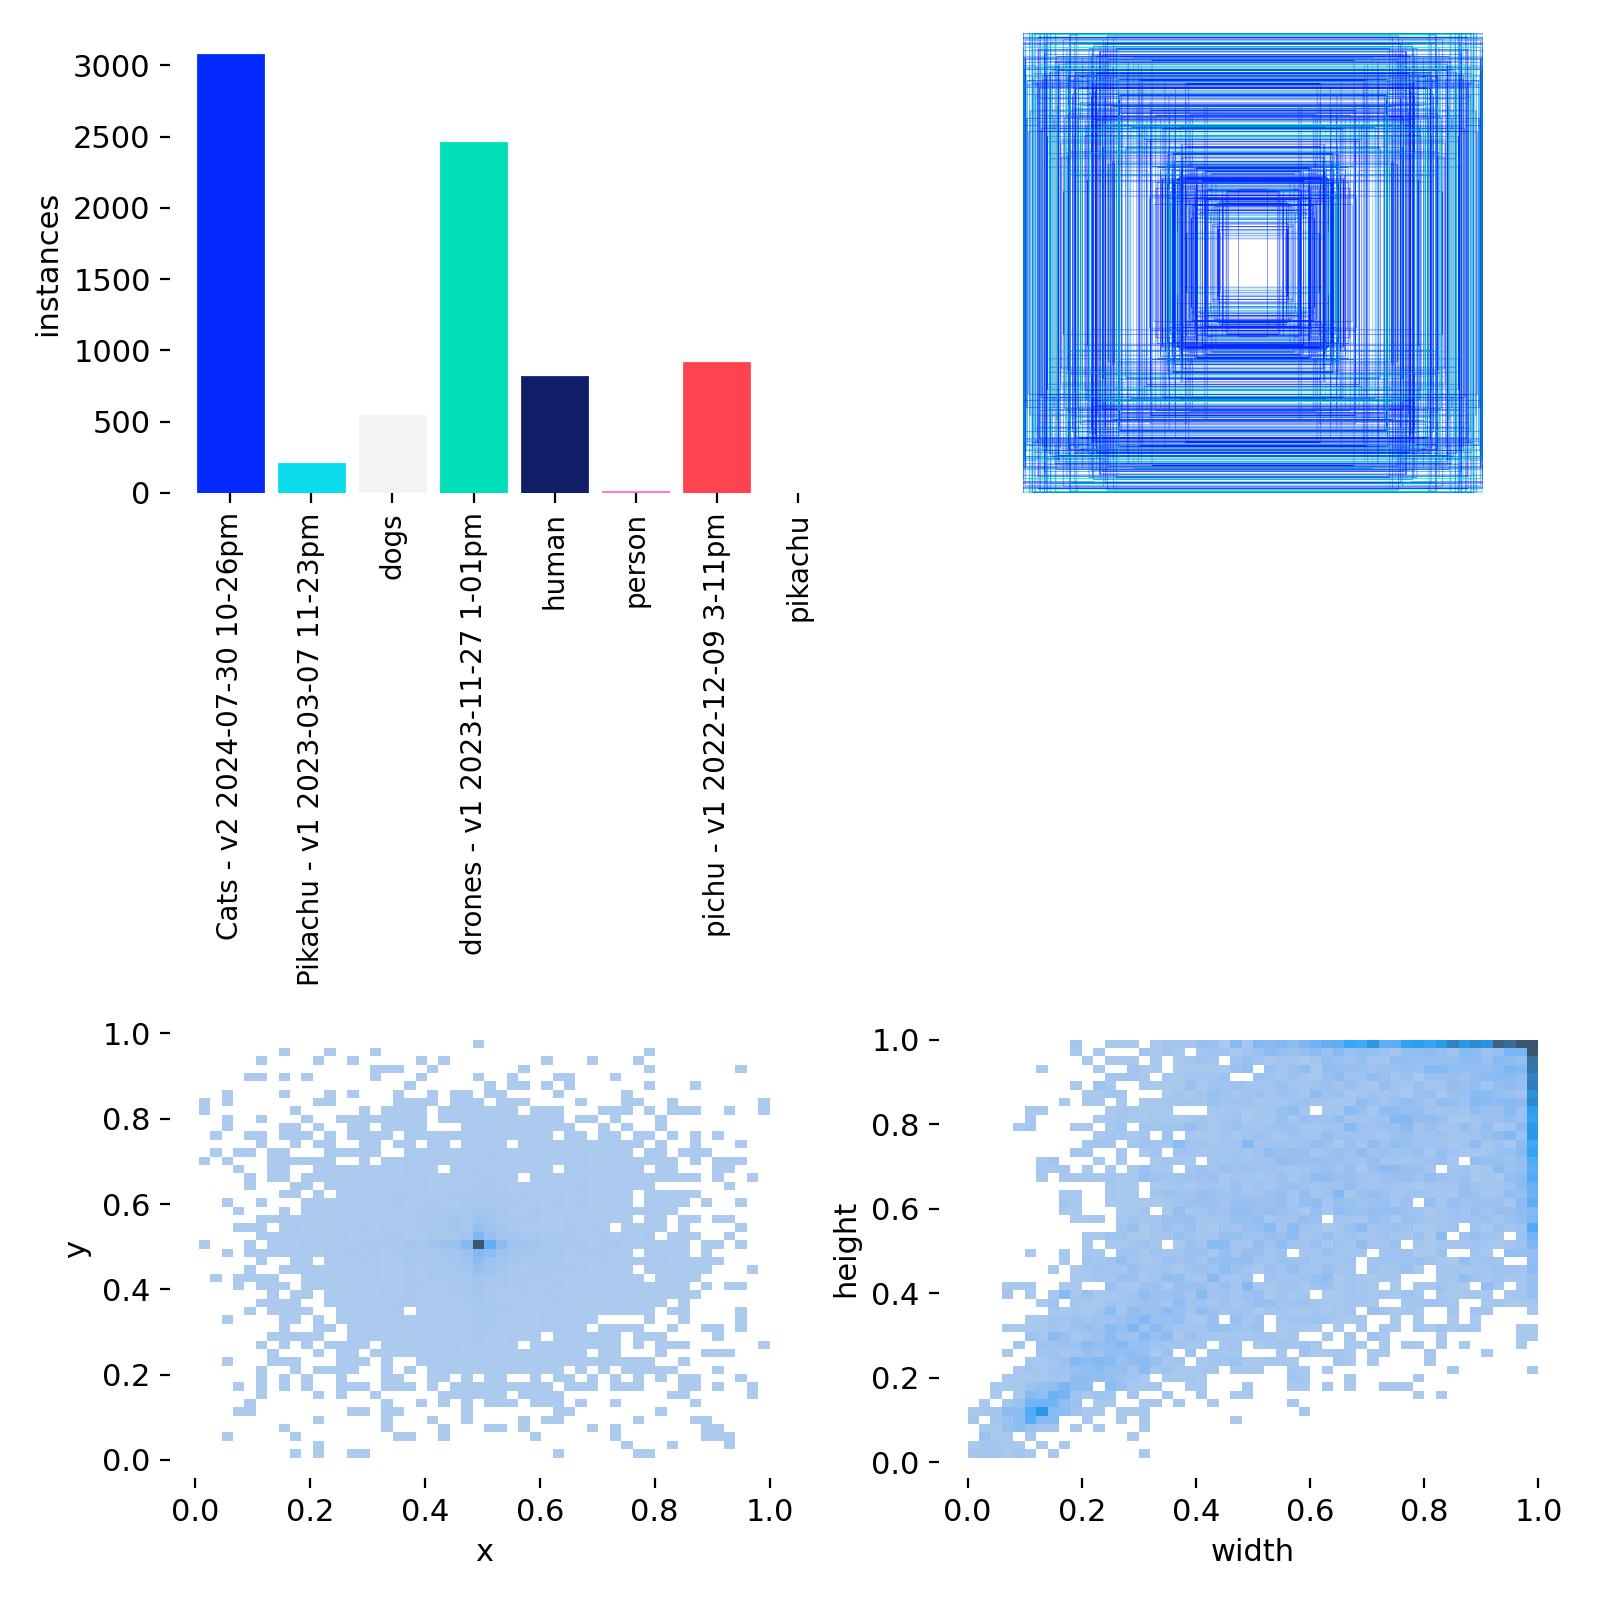 instances
3000
2500
2000
1500
1000
500
0
Cats - v2 2024-07-30 10-26pm
Pikachu - v1 2023-03-07 11-23pm
dogs
drones - v1 2023-11-27 1-01pm
human
person
pichu - v1 2022-12-09 3-11pm
pikachu
y
1.0
0.8
0.6
0.4
0.2
0.0
0.0 0.2 0.4 0.6 0.8 1.0
x
height
1.0
0.8
0.6
0.4
0.2
0.0
0.0 0.2 0.4 0.6 0.8 1.0
width